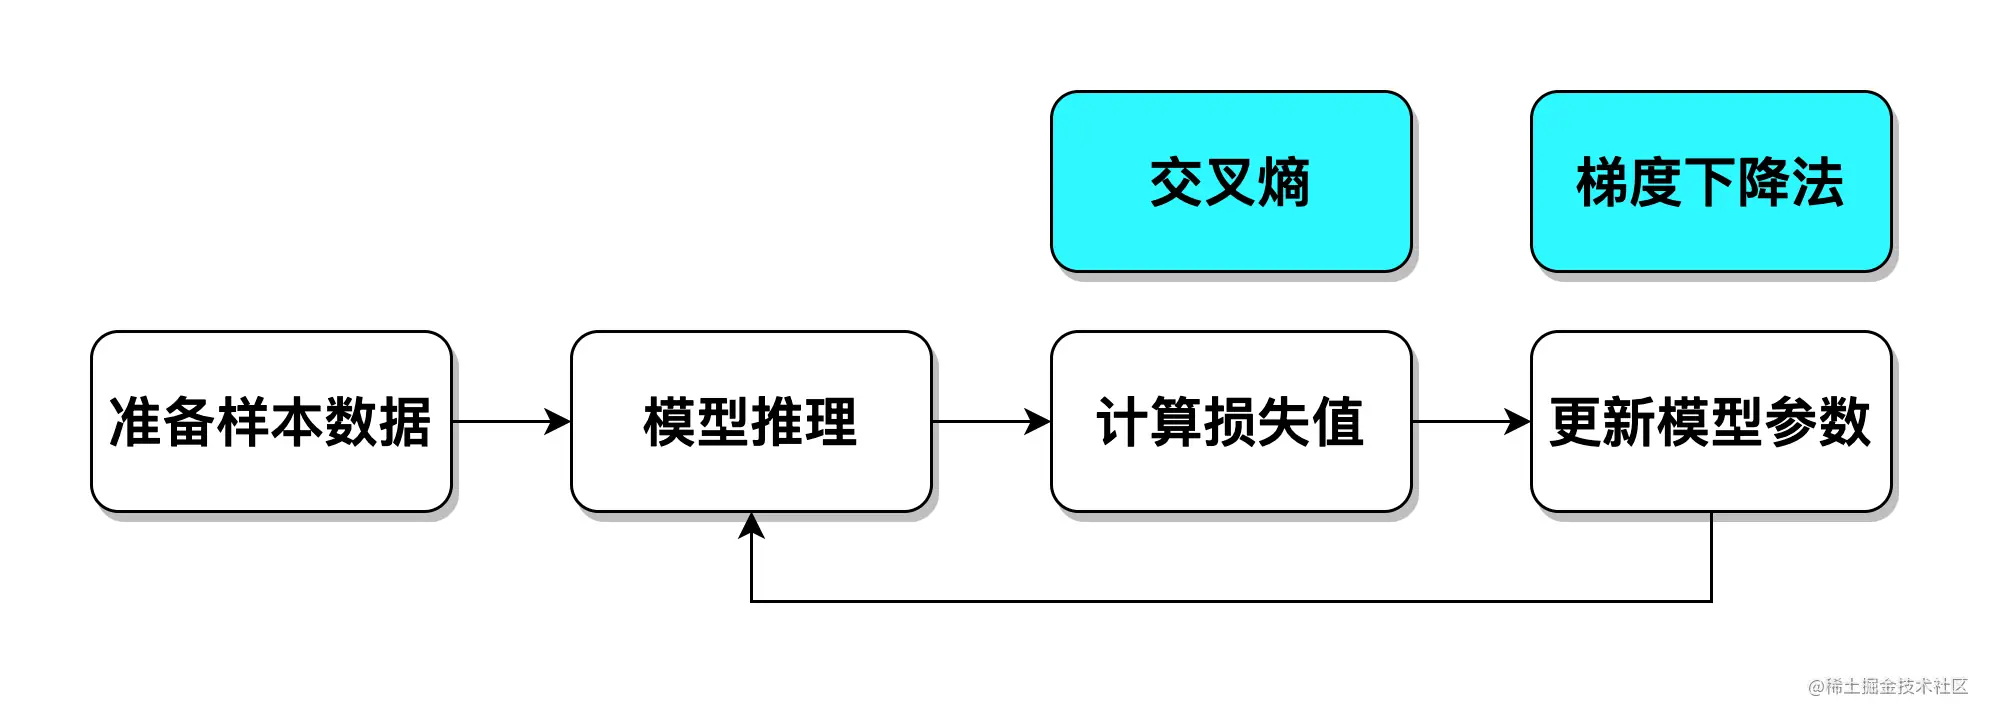 交叉熵
梯度下降法
准备样本数据
模型推理
计算损失值
更新模型参数
@稀土掘金技术社区